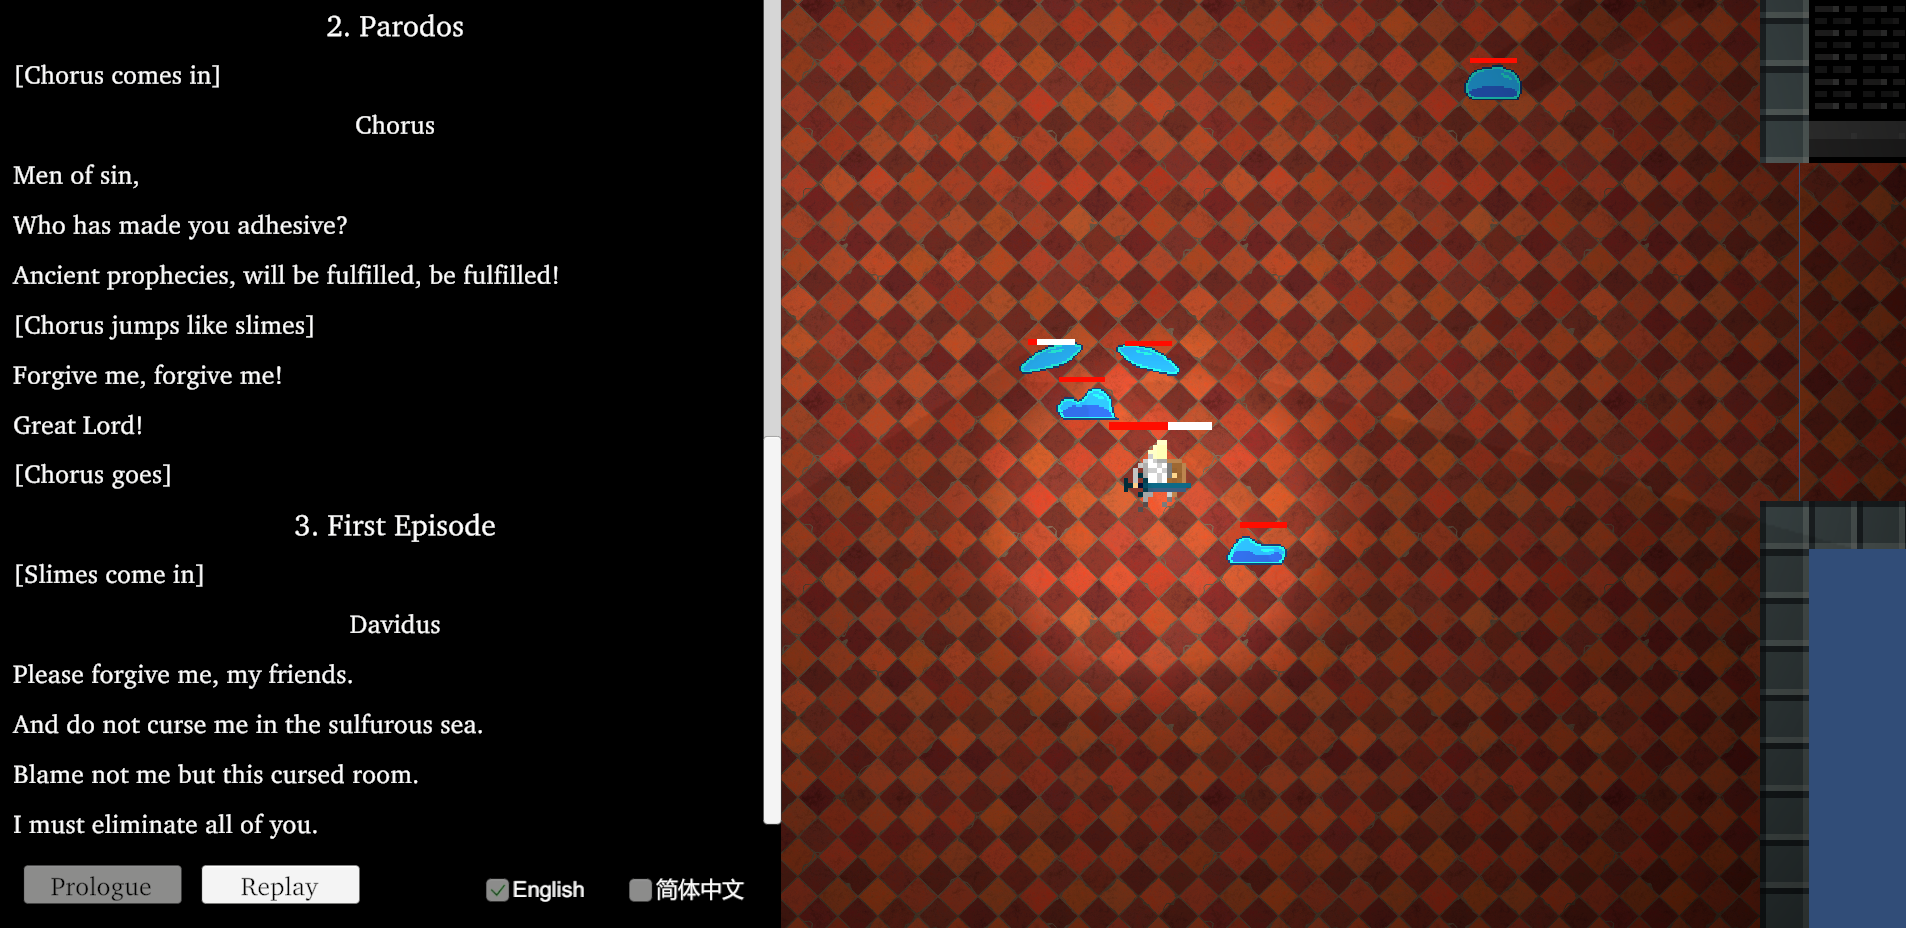 2. Parodos
[Chorus comes in]
Chorus
Men of sin,
Who has made you adhesive?
Ancient prophecies, will be fulfilled, be fulfilled!
[Chorus jumps like slimes]
Forgive me, forgive me!
Great Lord!
[Chorus goes]
3. First Episode
[Slimes come in]
Davidus
Please forgive me, my friends.
And do not curse me in the sulfurous sea.
Blame not me but this cursed room.
I must eliminate all of you.
Prologue
Replay
English
简体中文